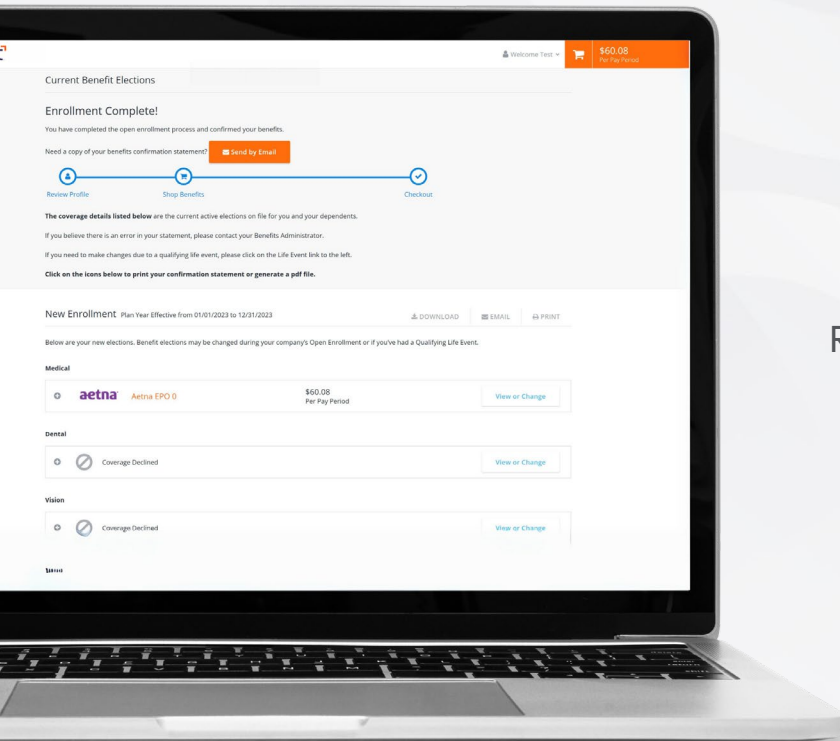 Welcome Test
$60.08
Per Pay Period
Current Benefit Elections
Enrollment Complete!
You have completed the open enrollment process and confirmed your benefits.
Need a copy of your benefits confirmation statement? Send by Email
Review Profile Shop Benefits Checkout
The coverage details listed below are the current active elections on file for you and your dependents.
If you believe there is an error in your statement, please contact your Benefits Administrator.
If you need to make changes due to a qualifying life event, please click on the Life Event link to the left.
Click on the icons below to print your confirmation statement or generate a pdf file.
New Enrollment Plan Year Effective from 01/01/2023 to 12/31/2023 DOWNLOAD EMAIL PRINT
Below are your new elections. Benefit elections may be changed during your company's Open Enrollment or if you've had a Qualifying Life Event.
Medical
aetna Aetna EPO 0 $60.08 View or Change
Per Pay Period
Dental
Coverage Declined View or Change
Vision
Coverage Declined View or Change
R